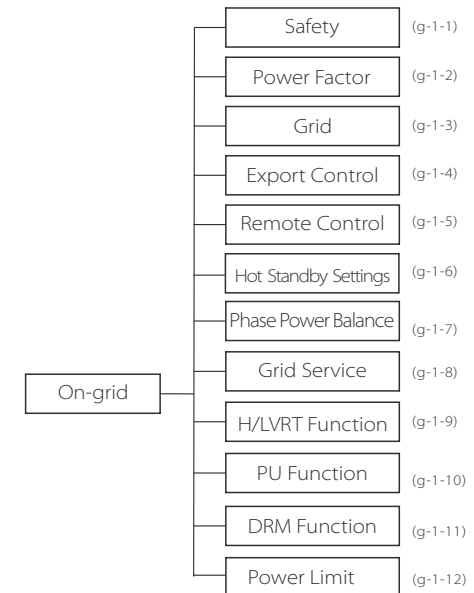 Safety (g-1-1)
Power Factor (g-1-2)
Grid (g-1-3)
Export Control (g-1-4)
Remote Control (g-1-5)
Hot Standby Settings (g-1-6)
Phase Power Balance (g-1-7)
Grid Service (g-1-8)
On-grid
H/LVRT Function (g-1-9)
PU Function (g-1-10)
DRM Function (g-1-11)
Power Limit (g-1-12)